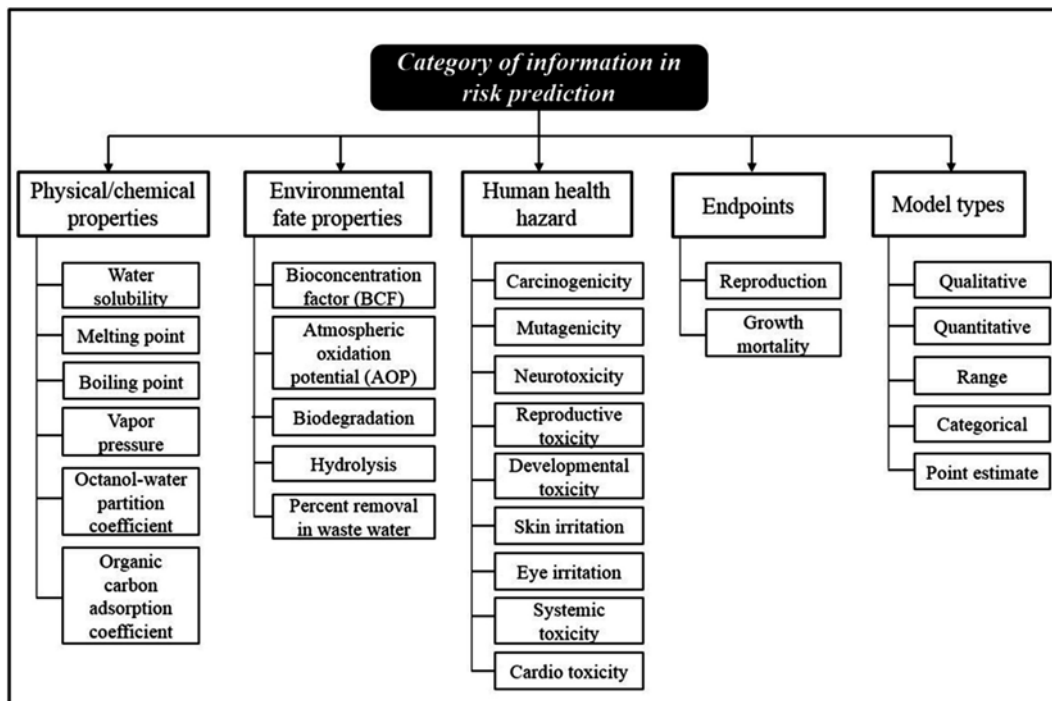 Category of information in
risk prediction
Physical/chemical
properties
Water
solubility
Melting point
Boiling point
Vapor
pressure
Octanol-water
partition
coefficient
Organic
carbon
adsorption
coefficient
Environmental
fate properties
Bioconcentration
factor (BCF)
Atmospheric
oxidation
potential (AOP)
Biodegradation
Hydrolysis
Percent removal
in waste water
Human health
hazard
Carcinogenicity
Mutagenicity
Neurotoxicity
Reproductive
toxicity
Developmental
toxicity
Skin irritation
Eye irritation
Systemic
toxicity
Cardio toxicity
Endpoints
Reproduction
Growth
mortality
Model types
Qualitative
Quantitative
Range
Categorical
Point estimate